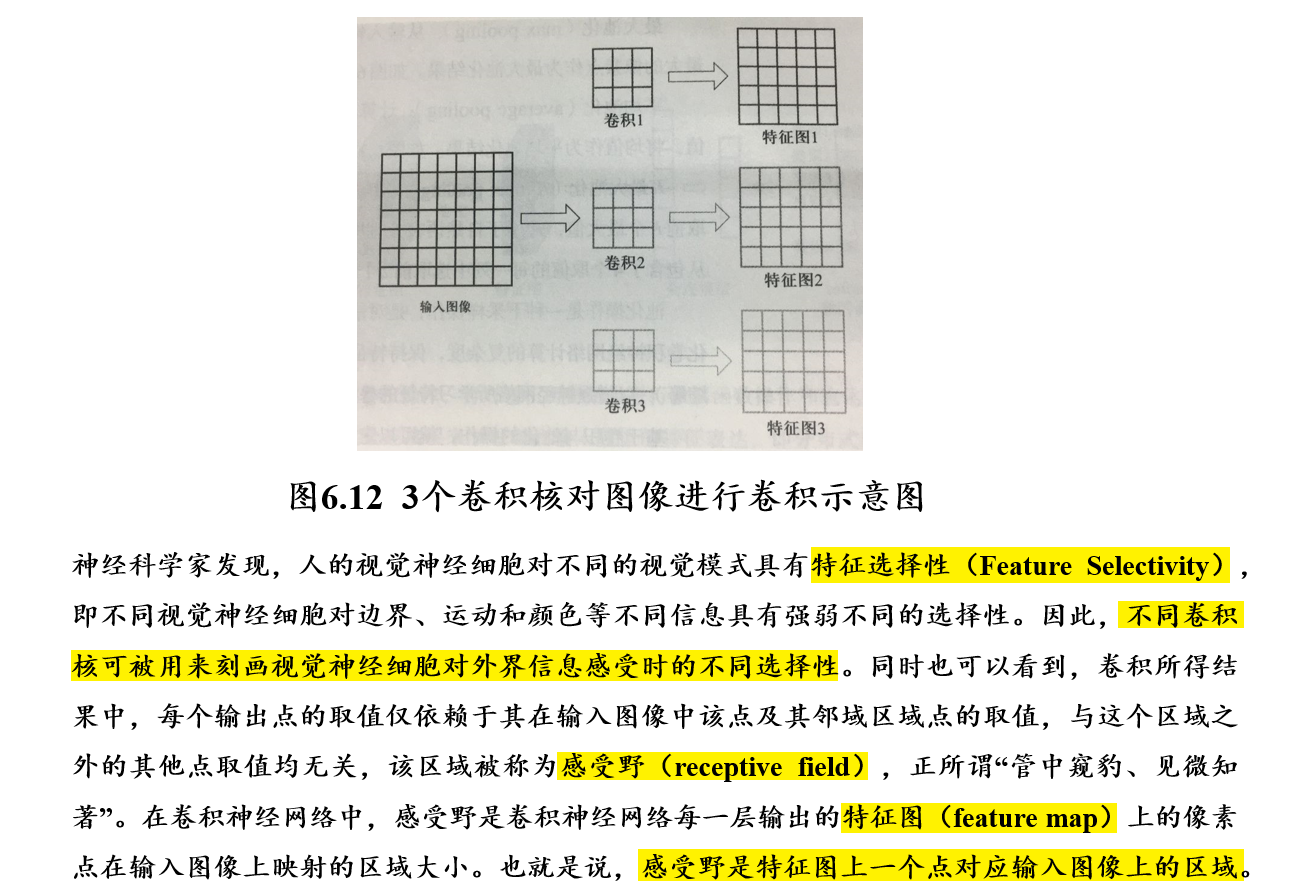 卷积1
特征图1
输入图像
卷积2
特征图2
卷积3
特征图3
图6.12 3个卷积核对图像进行卷积示意图
神经科学家发现，人的视觉神经细胞对不同的视觉模式具有特征选择性（Feature Selectivity），
即不同视觉神经细胞对边界、运动和颜色等不同信息具有强弱不同的选择性。因此，不同卷积
核可被用来刻画视觉神经细胞对外界信息感受时的不同选择性。同时也可以看到，卷积所得结
果中，每个输出点的取值仅依赖于其在输入图像中该点及其邻域区域点的取值，与这个区域之
外的其他点取值均无关，该区域被称为感受野（receptive field），正所谓“管中窥豹、见微知
著”。在卷积神经网络中，感受野是卷积神经网络每一层输出的特征图（feature map）上的像素
点在输入图像上映射的区域大小。也就是说，感受野是特征图上一个点对应输入图像上的区域。